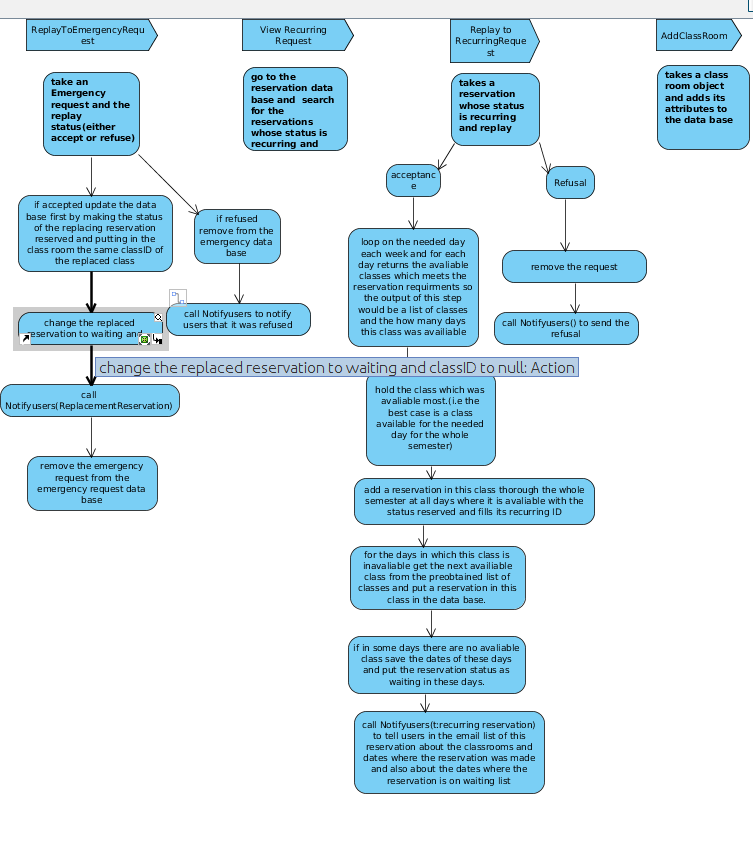 ReplayToEmergencyRequ
est
take an
Emergency
request and the
replay
status(either
accept or refuse)
if accepted update the data
base first by making the status
of the replacing reservation
reserved and putting in the
class room the same classID of
the replaced class
if refused
remove from the
emergency data
base
change the replaced
reservation to waiting and
call Notifyusers to notify
users that it was refused
call
Notifyusers(ReplacementReservation)
remove the emergency
request from the
emergency request data
base
View Recurring
Request
go to the
reservation data
base and search
for the
reservations
whose status is
recurring and
Replay to
RecurringReque
st
takes a
reservation
whose status
is recurring
and replay
acceptanc
e
Refusal
loop on the needed day
each week and for each
day returns the avaliable
classes which meets the
reservation requirments so
the output of this step
would be a list of classes
and the how many days
this class was availiable
remove the request
call Notifyusers() to send the
refusal
change the replaced reservation to waiting and classID to null: Action
hold the class which was
avaliable most.(i.e the
best case is a class
available for the needed
day for the whole
semester)
add a reservation in this class thorough the whole
semester at all days where it is avaliable with the
status reserved and fills its recurring ID
for the days in which this class is
inavaliable get the next availiable
class from the preobtained list of
classes and put a reservation in this
class in the data base.
if in some days there are no avaliable
class save the dates of these days
and put the reservation status as
waiting in these days.
call Notifyusers(t:recurring reservation)
to tell users in the email list of this
reservation about the classrooms and
dates where the reservation was made
and also about the dates where the
reservation is on waiting list
AddClassRoom
takes a class
room object
and adds its
attributes to
the data base